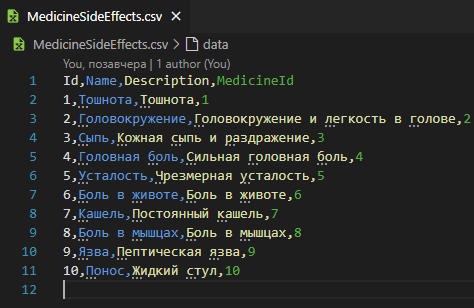 MedicineSideEffects.csv
MedicineSideEffects.csv > data
You, позавчера | 1 author (You)
1 Id,Name,Description,MedicineId
2 1,Тошнота,Тошнота,1
3 2,Головокружение,Головокружение и легкость в голове,2
4 3,Сыпь,Кожная сыпь и раздражение,3
5 4,Головная боль,Сильная головная боль,4
6 5,Усталость,Чрезмерная усталость,5
7 6,Боль в животе,Боль в животе,6
8 7,Кашель,Постоянный кашель,7
9 8,Боль в мышцах,Боль в мышцах,8
10 9,Язва,Пептическая язва,9
11 10,Понос,Жидкий стул,10
12